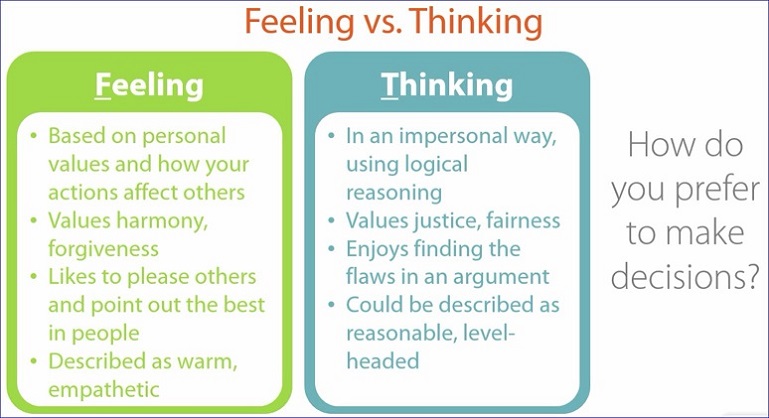 Feeling vs. Thinking
Feeling
• Based on personal
values and how your
actions affect others
• Values harmony,
forgiveness
• Likes to please others
and point out the best
in people
• Described as warm,
empathetic
Thinking
• In an impersonal way,
using logical
reasoning
• Values justice, fairness
• Enjoys finding the
flaws in an argument
• Could be described as
reasonable, level-
headed
How do
you prefer
to make
decisions?